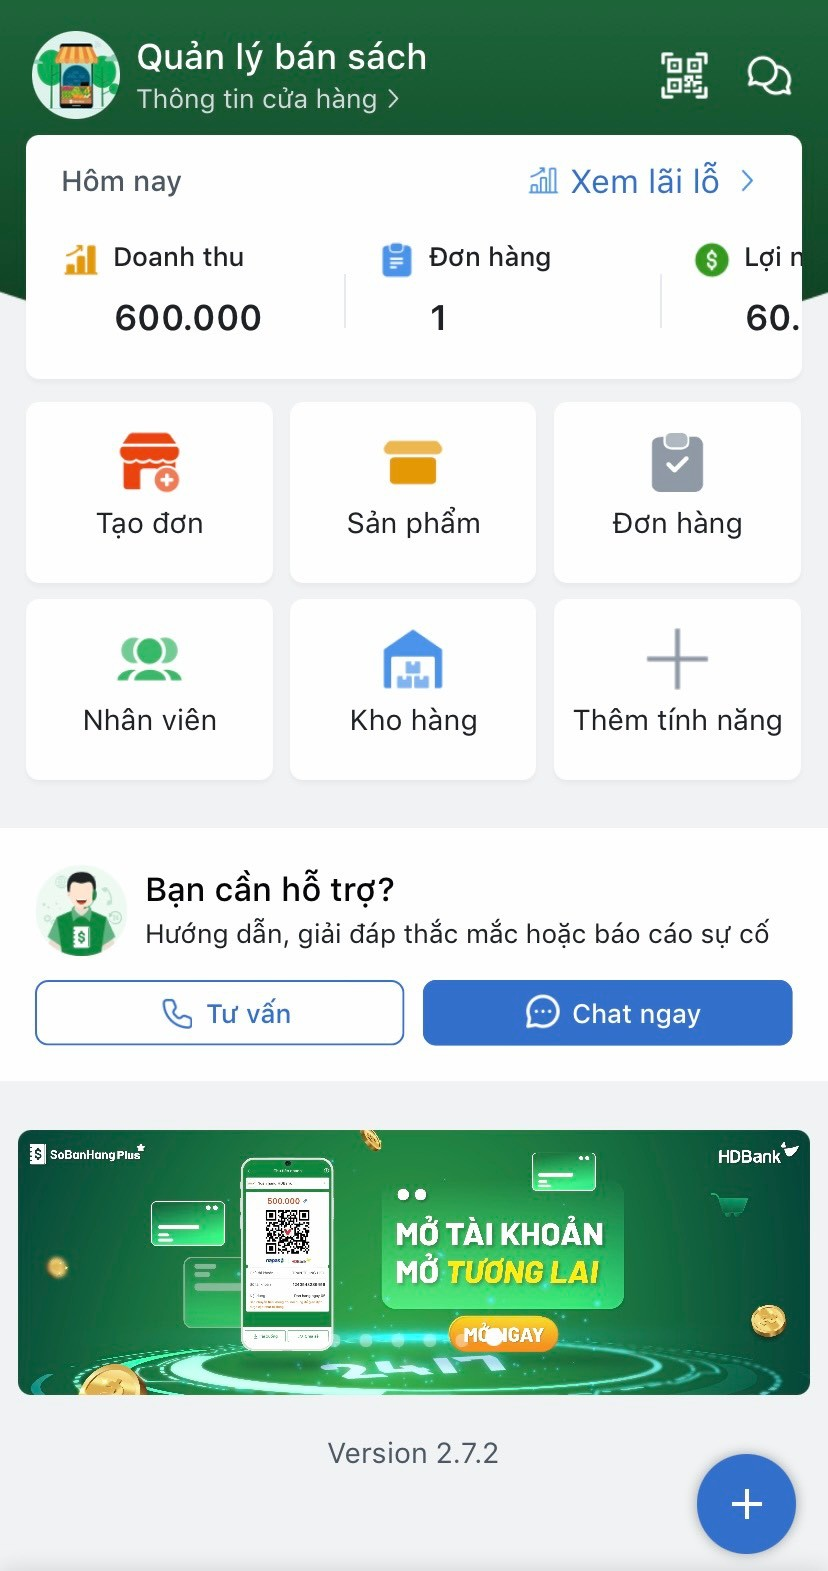 Quản lý bán sách
Thông tin cửa hàng >
Hôm nay
Xem lãi lỗ >
Doanh thu
Đơn hàng
Lợi n
600.000
1
60.
Tạo đơn
Sản phẩm
Đơn hàng
Nhân viên
Kho hàng
Thêm tính năng
Bạn cần hỗ trợ?
Hướng dẫn, giải đáp thắc mắc hoặc báo cáo sự cố
Tư vấn
Chat ngay
SoBanHang Plus
HDBank
500.000 đ
MỞ TÀI KHOẢN
MỞ TƯƠNG LAI
MỞ NGAY
24/7
Version 2.7.2